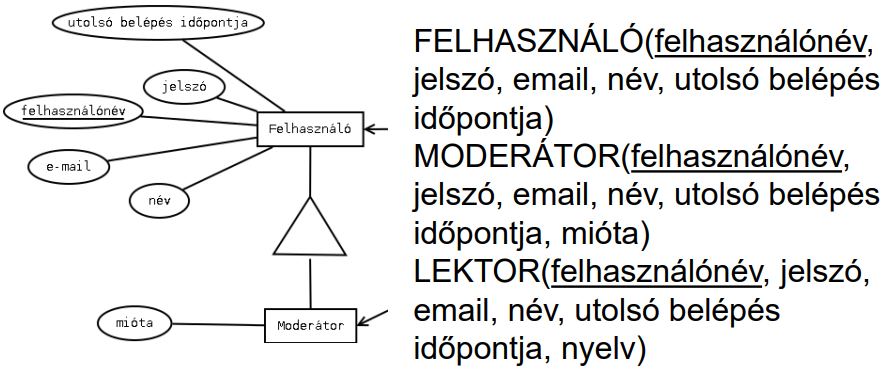 utolsó belépés időpontja
jelszó
felhasználónév
Felhasználó
e-mail
név
mióta
Moderátor
FELHASZNÁLÓ(felhasználónév,
jelszó, email, név, utolsó belépés
időpontja)
MODERÁTOR(felhasználónév,
jelszó, email, név, utolsó belépés
időpontja, mióta)
LEKTOR(felhasználónév, jelszó,
email, név, utolsó belépés
időpontja, nyelv)